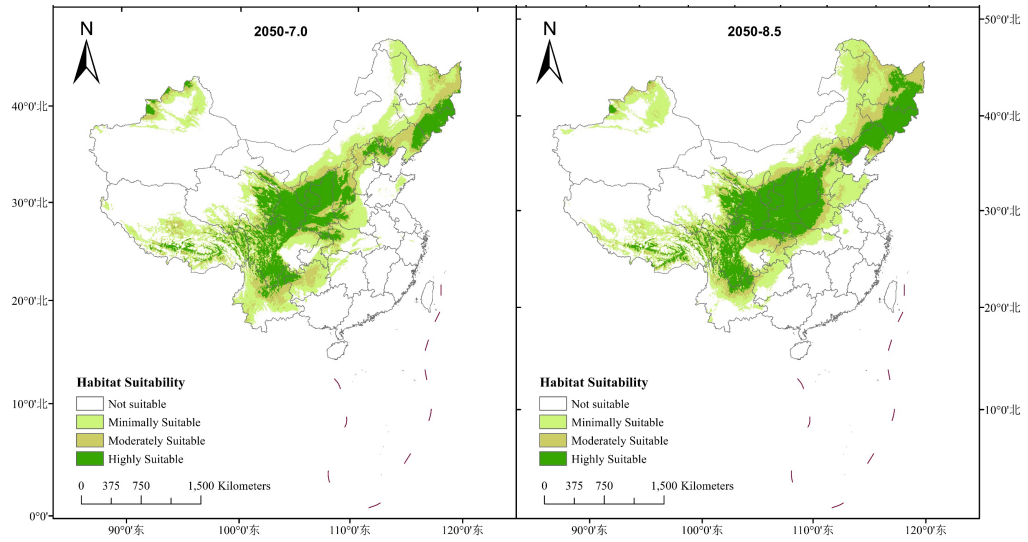 N
2050-7.0
Habitat Suitability
Not suitable
Minimally Suitable
Moderately Suitable
Highly Suitable
0 375 750 1,500 Kilometers
40°0'北
30°0'北
20°0'北
10°0'北
0°0'
90°0'东 100°0'东 110°0'东 120°0'东
N
2050-8.5
Habitat Suitability
Not suitable
Minimally Suitable
Moderately Suitable
Highly Suitable
0 375 750 1,500 Kilometers
50°0'北
40°0'北
30°0'北
20°0'北
10°0'北
90°0'东 100°0'东 110°0'东 120°0'东